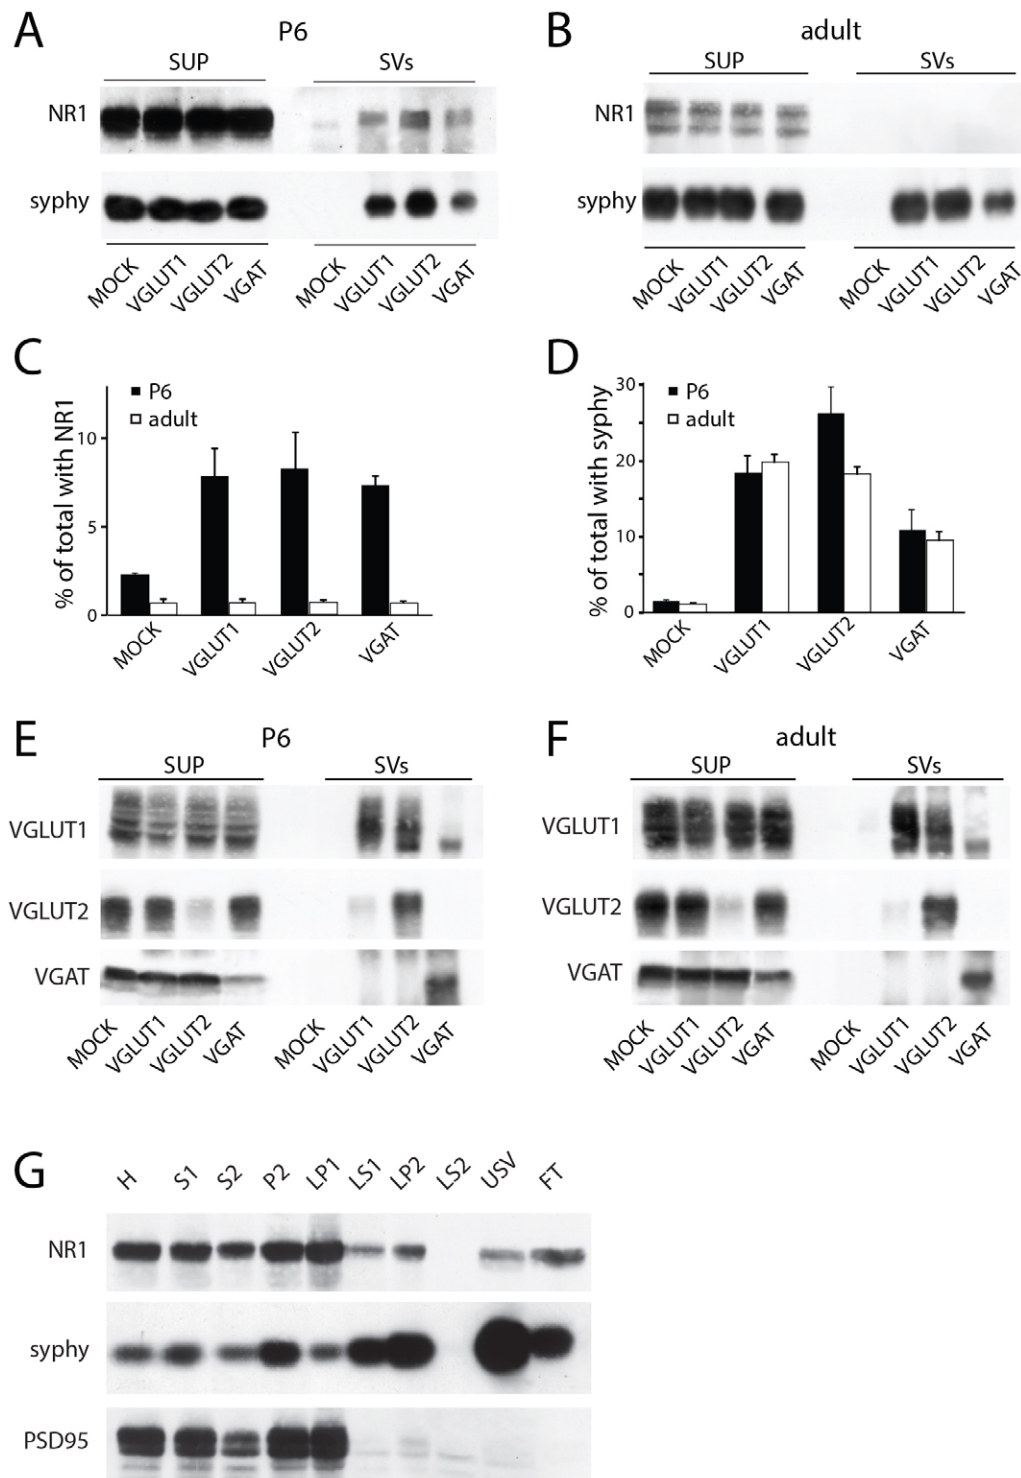 A
P6
SUP SVs
NR1
syphy
MOCK VGLUT1 VGLUT2 VGAT MOCK VGLUT1 VGLUT2 VGAT
B
adult
SUP SVs
NR1
syphy
MOCK VGLUT1 VGLUT2 VGAT MOCK VGLUT1 VGLUT2 VGAT
C
% of total with NR1
P6
adult
10
5
0
MOCK VGLUT1 VGLUT2 VGAT
D
% of total with syphy
P6
adult
30
20
10
0
MOCK VGLUT1 VGLUT2 VGAT
E
P6
SUP SVs
VGLUT1
VGLUT2
VGAT
MOCK VGLUT1 VGLUT2 VGAT MOCK VGLUT1 VGLUT2 VGAT
F
adult
SUP SVs
VGLUT1
VGLUT2
VGAT
MOCK VGLUT1 VGLUT2 VGAT MOCK VGLUT1 VGLUT2 VGAT
G
H S1 S2 P2 LP1 LS1 LP2 LS2 USV FT
NR1
syphy
PSD95